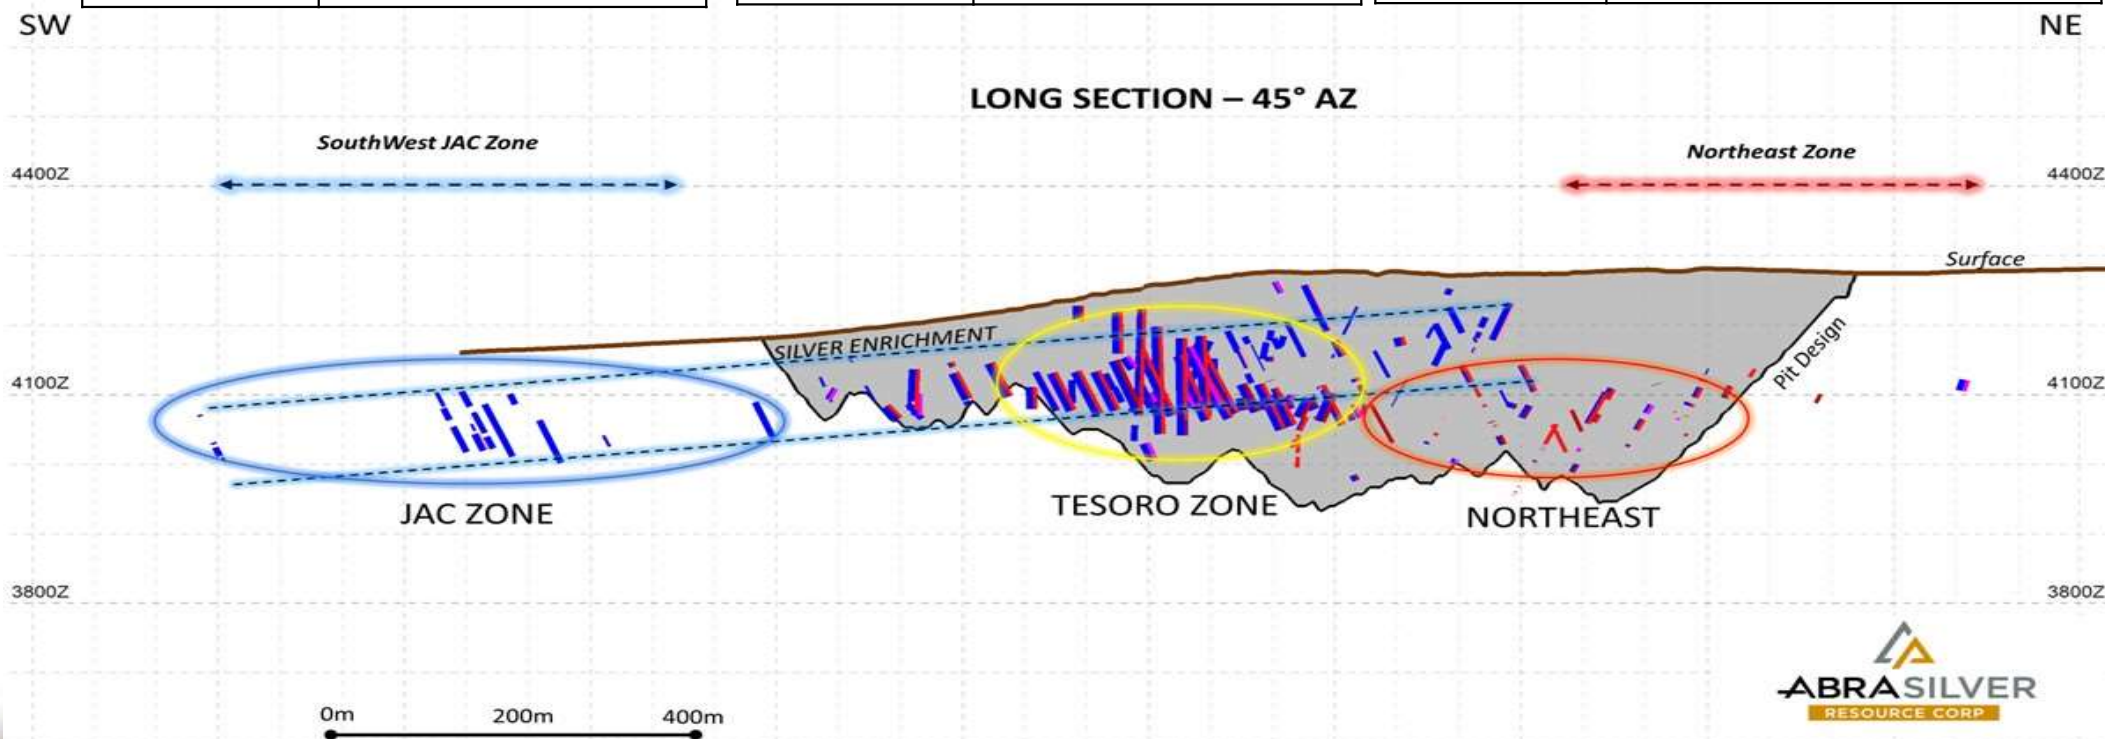 SW
NE
LONG SECTION – 45° AZ
SouthWest JAC Zone
Northeast Zone
4400Z
4400Z
Surface
SILVER ENRICHMENT
Pit Design
4100Z
4100Z
JAC ZONE
TESORO ZONE
NORTHEAST
3800Z
3800Z
0m 200m 400m
ABRASILVER
RESOURCE CORP